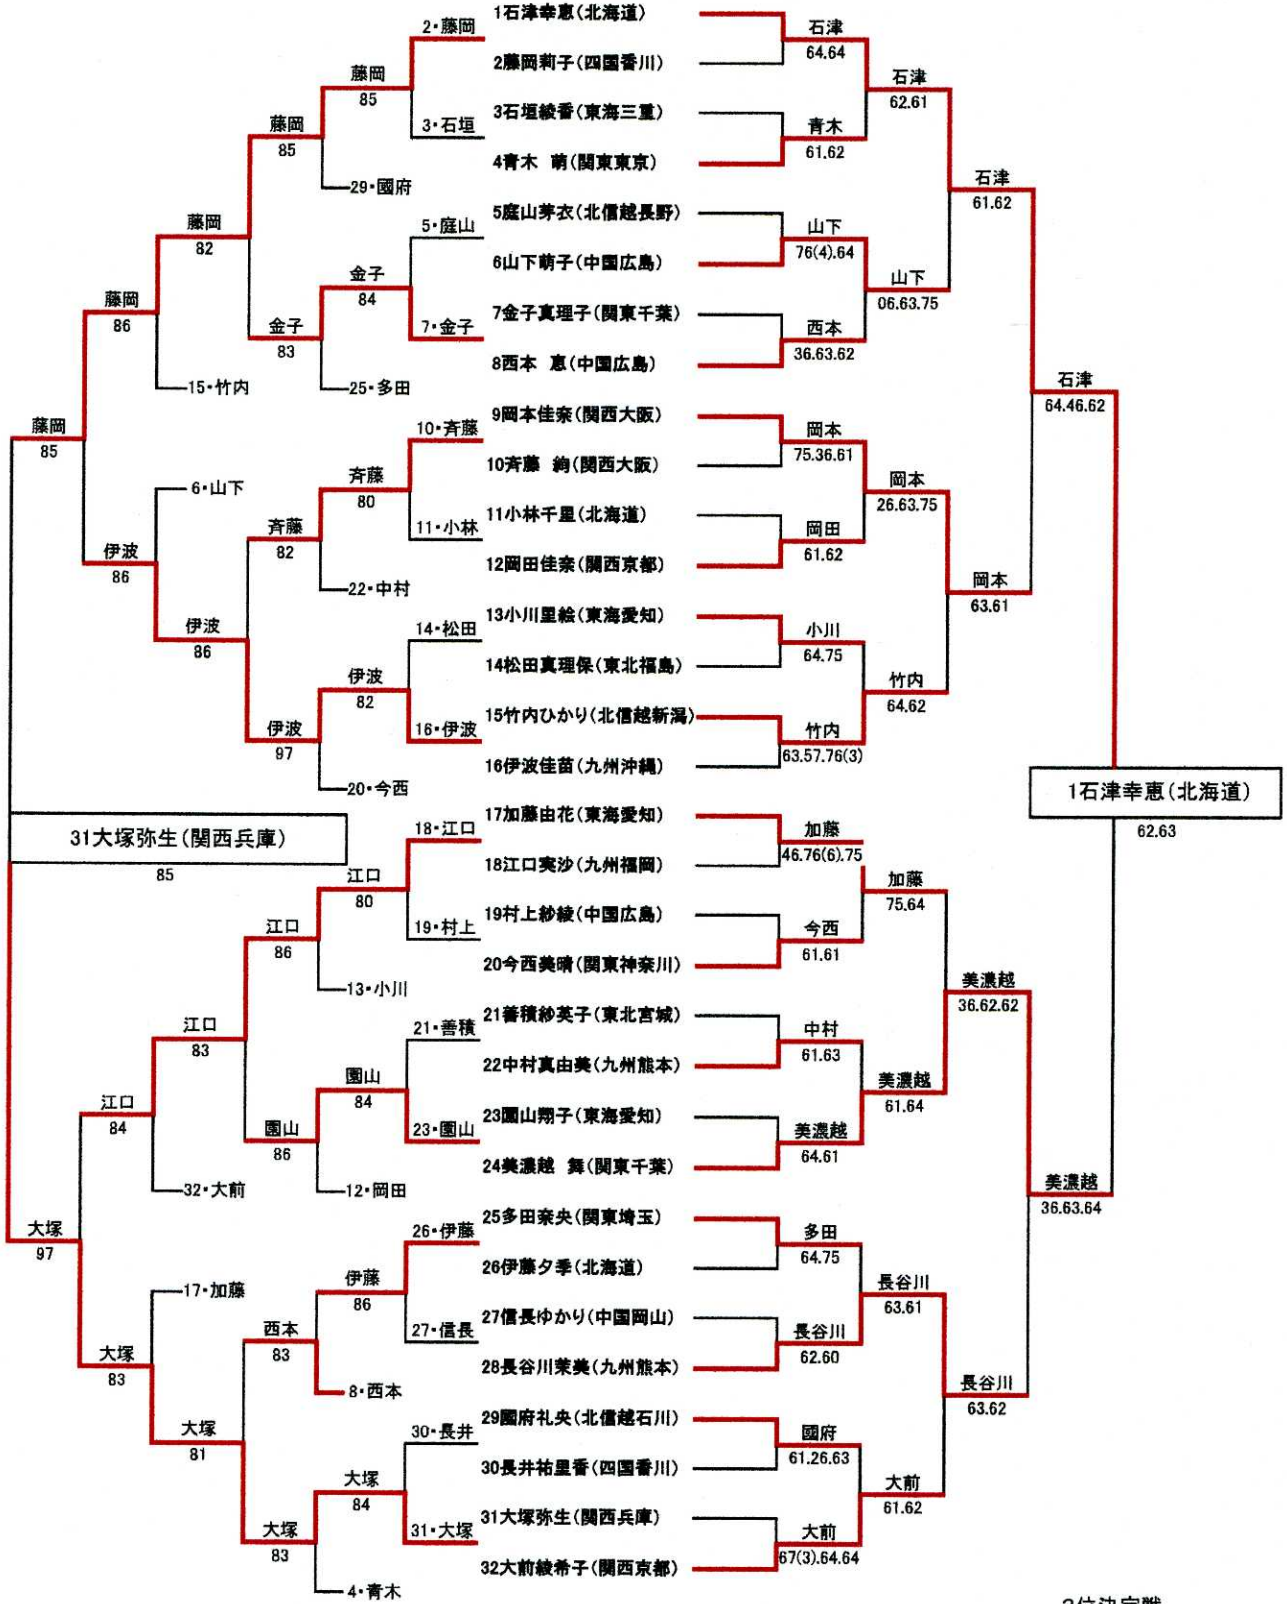 1石津幸恵(北海道)
2藤岡莉子(四国香川)
3石垣綾香(東海三重)
4青木 萌(関東東京)
5庭山芽衣(北信越長野)
6山下萌子(中国広島)
7金子真理子(関東千葉)
8西本 恵(中国広島)
9岡本佳奈(関西大阪)
10斉藤 絢(関西大阪)
11小林千里(北海道)
12岡田佳奈(関西京都)
13小川里絵(東海愛知)
14松田真理保(東北福島)
15竹内ひかり(北信越新潟)
16伊波佳苗(九州沖縄)
17加藤由花(東海愛知)
18江口実沙(九州福岡)
19村上紗綾(中国広島)
20今西美晴(関東神奈川)
21善積紗英子(東北宮城)
22中村真由美(九州熊本)
23園山翔子(東海愛知)
24美濃越 舞(関東千葉)
25多田奈央(関東埼玉)
26伊藤夕季(北海道)
27信長ゆかり(中国岡山)
28長谷川茉美(九州熊本)
29國府礼央(北信越石川)
30長井祐里香(四国香川)
31大塚弥生(関西兵庫)
32大前綾希子(関西京都)
石津
64.64
青木
61.62
山下
76(4).64
西本
36.63.62
岡本
75.36.61
岡田
61.62
小川
64.75
竹内
63.57.76(3)
加藤
46.76(6).75
今西
61.61
中村
61.63
美濃越
64.61
多田
64.75
長谷川
62.60
國府
61.26.63
大前
67(3).64.64
石津
62.61
山下
06.63.75
岡本
26.63.75
竹内
64.62
加藤
75.64
美濃越
61.64
長谷川
63.61
大前
61.62
石津
61.62
岡本
63.61
美濃越
36.62.62
長谷川
63.62
石津
64.46.62
美濃越
36.63.64
1石津幸恵(北海道)
62.63
2・藤岡
3・石垣
5・庭山
7・金子
10・斉藤
11・小林
14・松田
16・伊波
18・江口
19・村上
21・善積
23・園山
26・伊藤
27・信長
30・長井
31・大塚
藤岡
85
29・國府
金子
84
25・多田
斉藤
80
22・中村
伊波
82
20・今西
江口
80
13・小川
園山
84
12・岡田
伊藤
86
8・西本
大塚
84
4・青木
藤岡
85
金子
83
斉藤
82
伊波
97
江口
86
園山
86
西本
83
大塚
83
藤岡
82
15・竹内
6・山下
伊波
86
江口
83
32・大前
17・加藤
大塚
81
藤岡
86
伊波
86
江口
84
大塚
83
藤岡
85
大塚
97
31大塚弥生(関西兵庫)
85